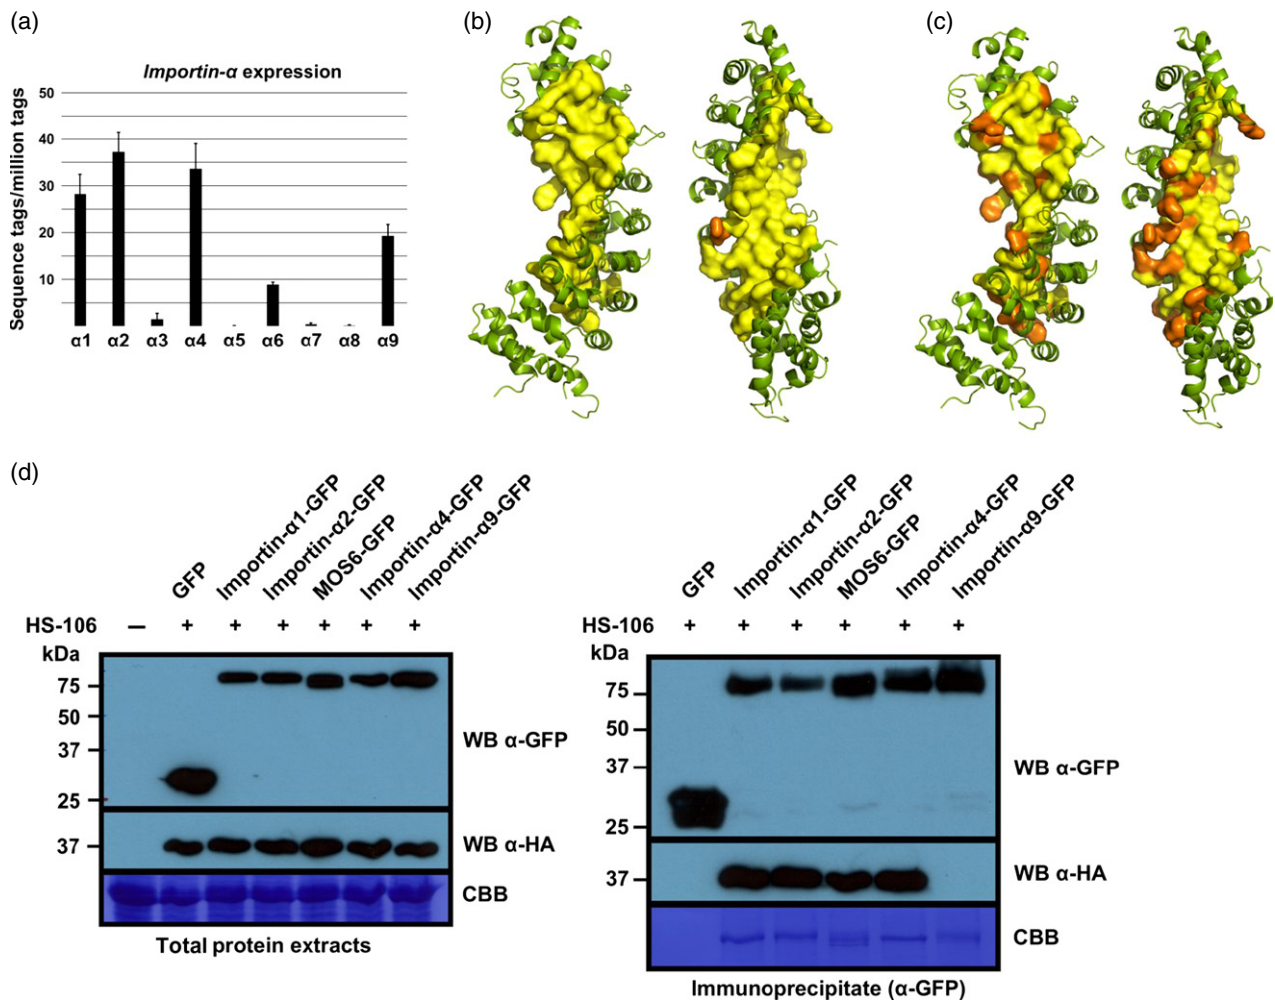 (a)
Importin-α expression
Sequence tags/million tags
50
40
30
20
10
α1 α2 α3 α4 α5 α6 α7 α8 α9
(b)
(c)
(d)
GFP
Importin-α1-GFP
Importin-α2-GFP
MOS6-GFP
Importin-α4-GFP
Importin-α9-GFP
HS-106 – + + + + + +
kDa
75
50
37
25
WB α-GFP
37
WB α-HA
CBB
Total protein extracts
GFP
Importin-α1-GFP
Importin-α2-GFP
MOS6-GFP
Importin-α4-GFP
Importin-α9-GFP
HS-106 + + + + + +
kDa
75
50
37
25
WB α-GFP
37
WB α-HA
CBB
Immunoprecipitate (α-GFP)